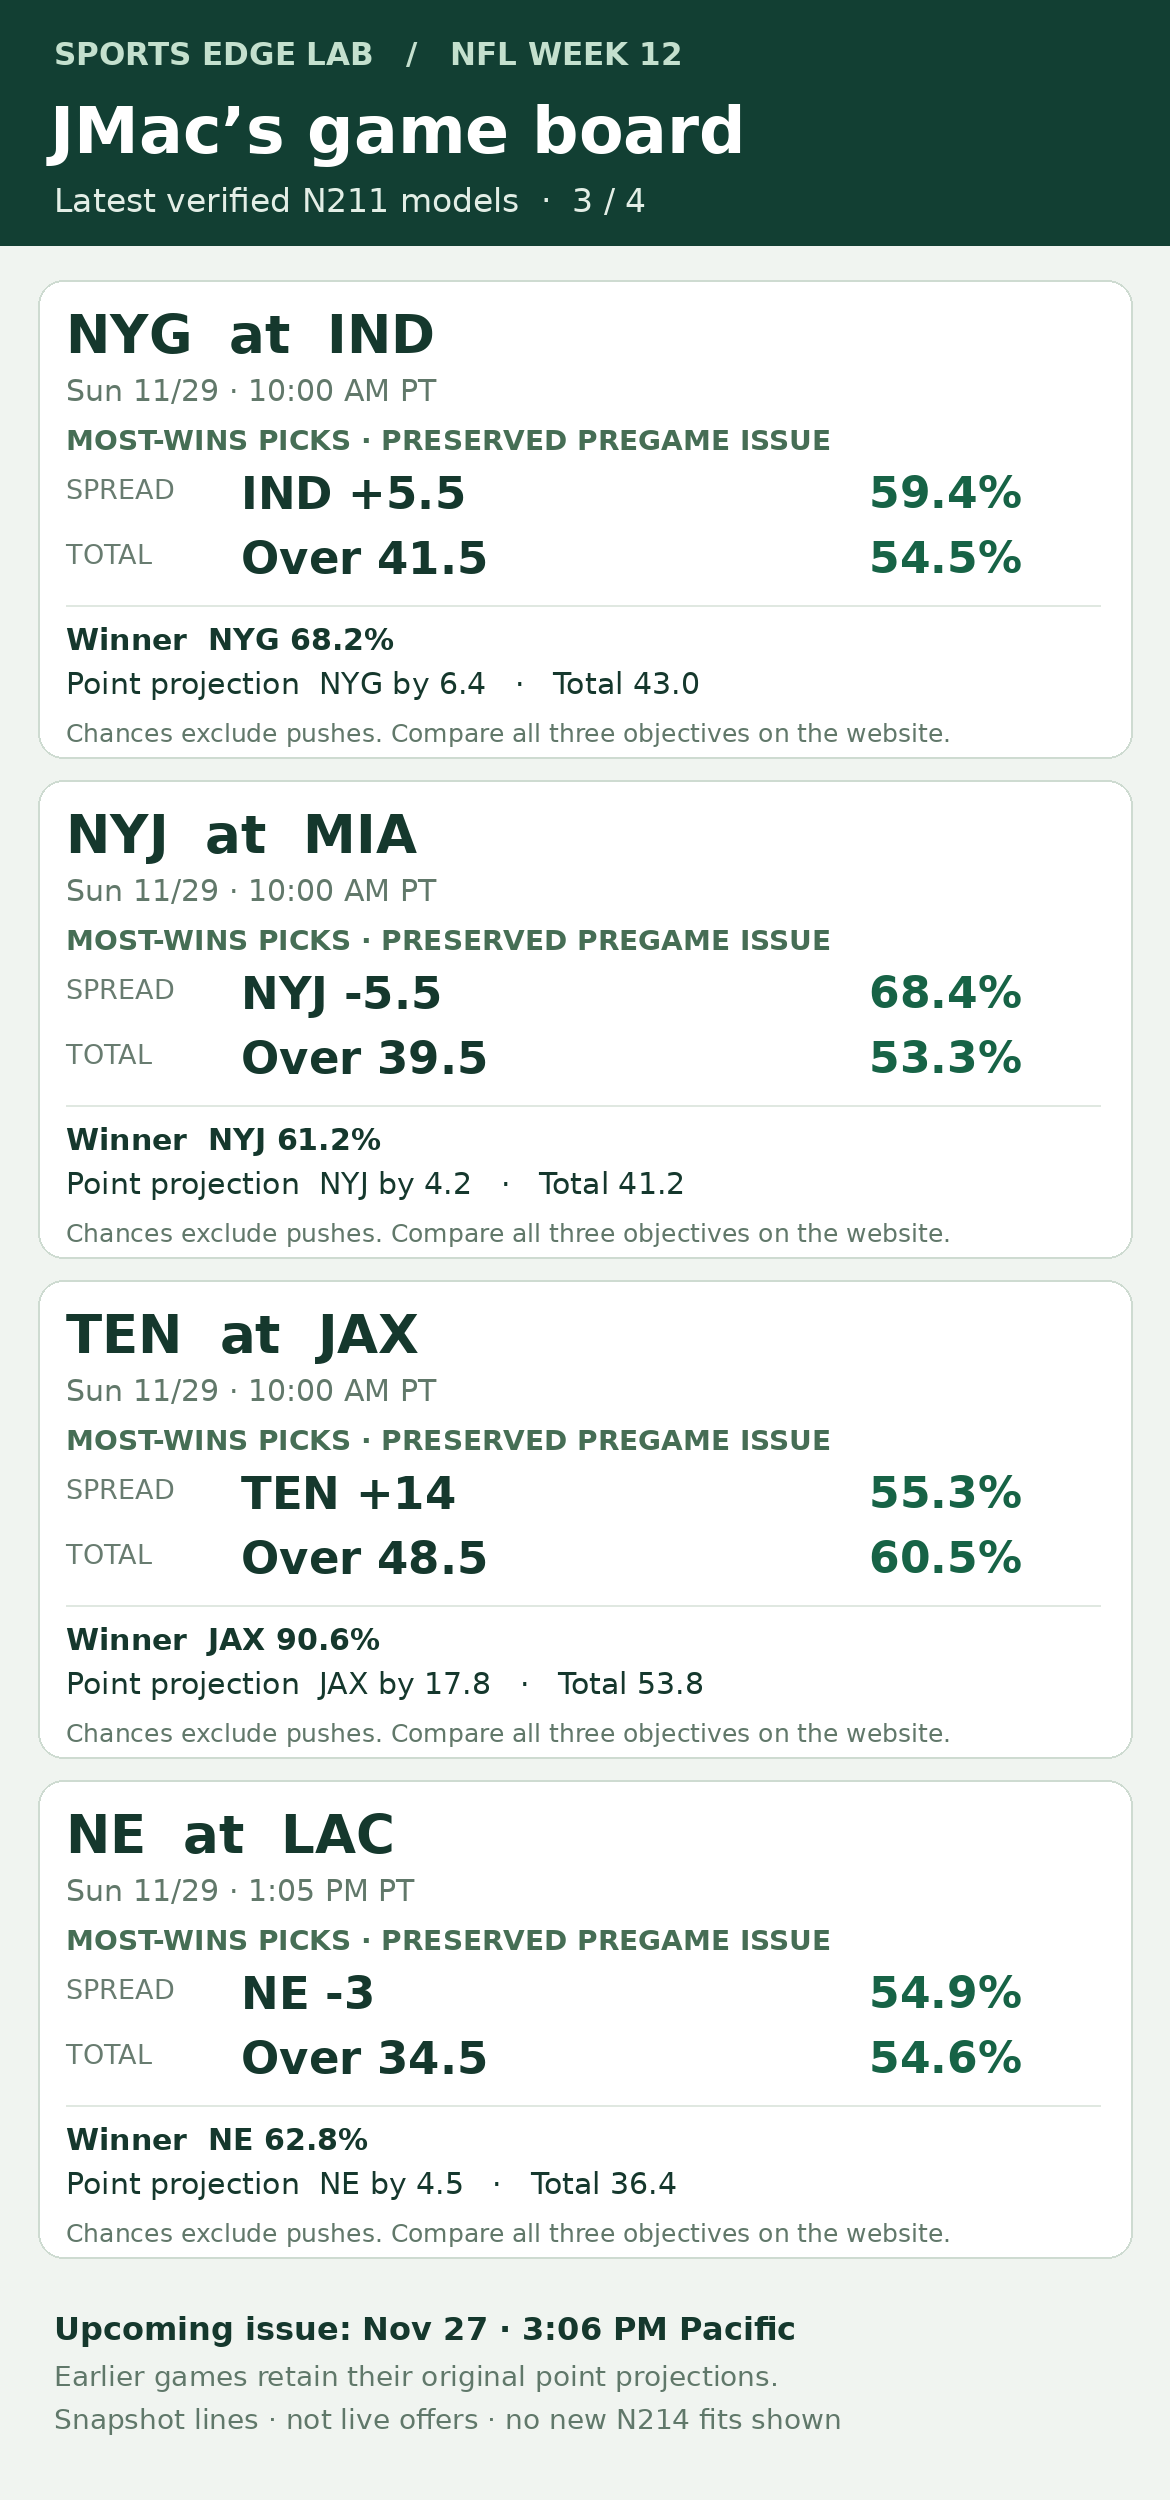 SPORTS EDGE LAB / NFL WEEK 12
JMac’s game board
Latest verified N211 models · 3 / 4
NYG at IND
Sun 11/29 · 10:00 AM PT
MOST-WINS PICKS · PRESERVED PREGAME ISSUE
SPREAD IND +5.5 59.4%
TOTAL Over 41.5 54.5%
Winner NYG 68.2%
Point projection NYG by 6.4 · Total 43.0
Chances exclude pushes. Compare all three objectives on the website.
NYJ at MIA
Sun 11/29 · 10:00 AM PT
MOST-WINS PICKS · PRESERVED PREGAME ISSUE
SPREAD NYJ -5.5 68.4%
TOTAL Over 39.5 53.3%
Winner NYJ 61.2%
Point projection NYJ by 4.2 · Total 41.2
Chances exclude pushes. Compare all three objectives on the website.
TEN at JAX
Sun 11/29 · 10:00 AM PT
MOST-WINS PICKS · PRESERVED PREGAME ISSUE
SPREAD TEN +14 55.3%
TOTAL Over 48.5 60.5%
Winner JAX 90.6%
Point projection JAX by 17.8 · Total 53.8
Chances exclude pushes. Compare all three objectives on the website.
NE at LAC
Sun 11/29 · 1:05 PM PT
MOST-WINS PICKS · PRESERVED PREGAME ISSUE
SPREAD NE -3 54.9%
TOTAL Over 34.5 54.6%
Winner NE 62.8%
Point projection NE by 4.5 · Total 36.4
Chances exclude pushes. Compare all three objectives on the website.
Upcoming issue: Nov 27 · 3:06 PM Pacific
Earlier games retain their original point projections.
Snapshot lines · not live offers · no new N214 fits shown